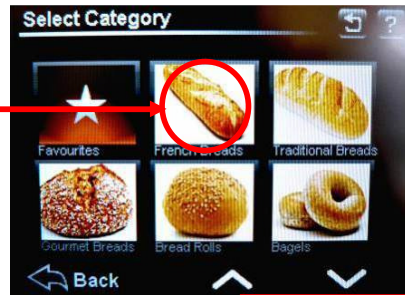 Select Category
?
Favourites
French Breads
Traditional Breads
Gourmet Breads
Bread Rolls
Bagels
Back